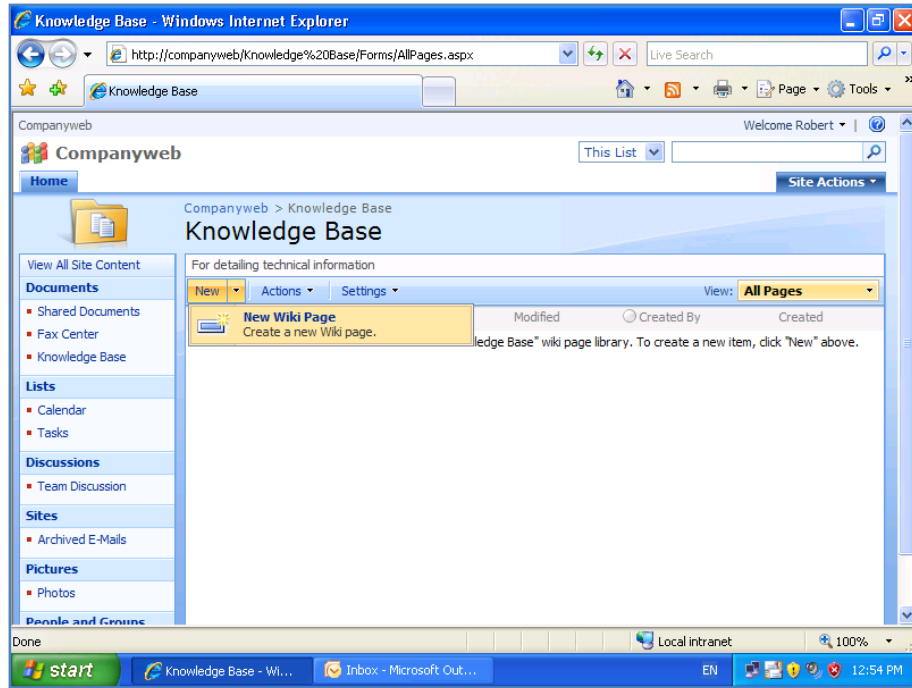 Knowledge Base - Windows Internet Explorer
http://companyweb/Knowledge%20Base/Forms/AllPages.aspx
Live Search
Knowledge Base
Page
Tools
Companyweb
Welcome Robert
Companyweb
This List
Home
Site Actions
Companyweb > Knowledge Base
Knowledge Base
View All Site Content
For detailing technical information
Documents
New
Actions
Settings
View: All Pages
Shared Documents
New Wiki Page
Create a new Wiki page.
Modified
Created By
Created
ledge Base" wiki page library. To create a new item, click "New" above.
Fax Center
Knowledge Base
Lists
Calendar
Tasks
Discussions
Team Discussion
Sites
Archived E-Mails
Pictures
Photos
People and Groups
Done
Local intranet
100%
start
Knowledge Base - Wi...
Inbox - Microsoft Out...
EN
12:54 PM